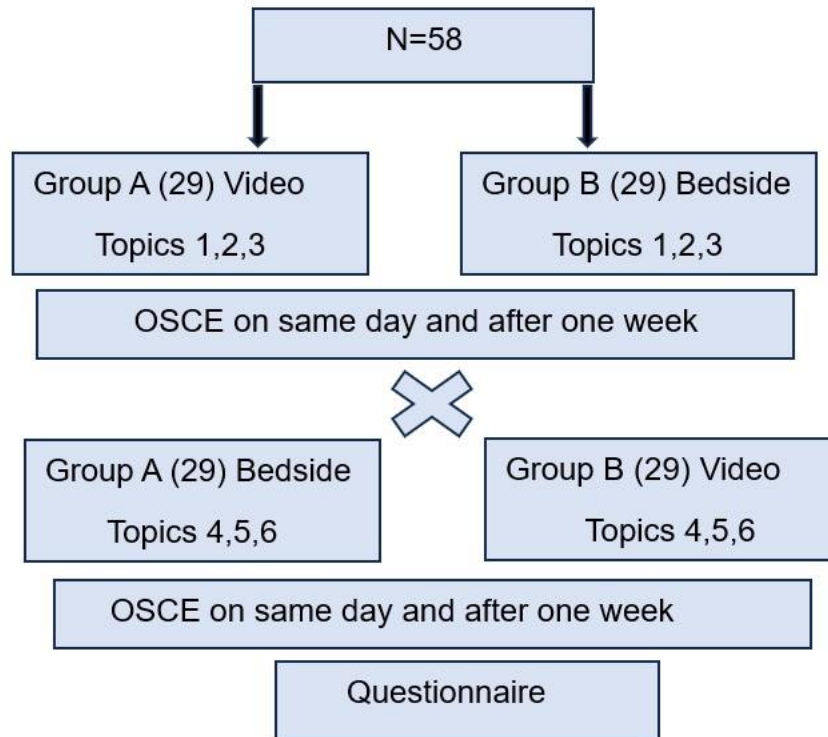 N=58
Group A (29) Video
Topics 1,2,3
Group B (29) Bedside
Topics 1,2,3
OSCE on same day and after one week
Group A (29) Bedside
Topics 4,5,6
Group B (29) Video
Topics 4,5,6
OSCE on same day and after one week
Questionnaire